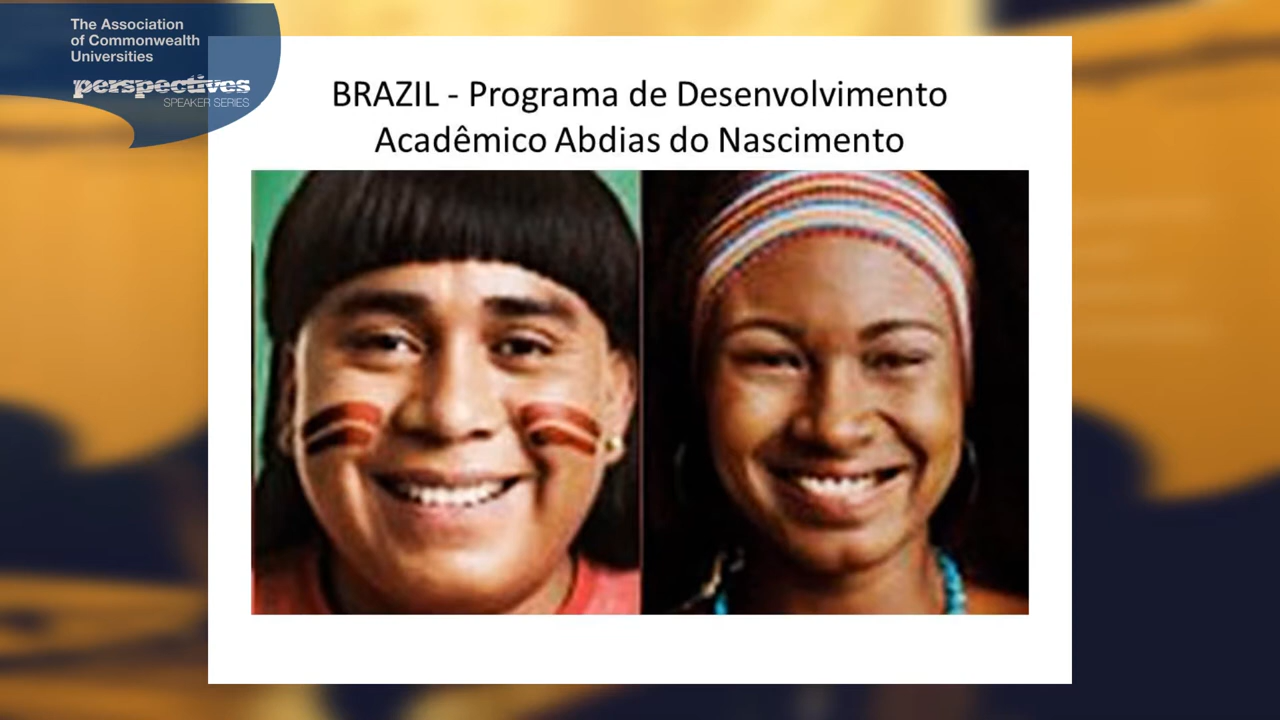 The Association
of Commonwealth
Universities
perspectives
SPEAKER SERIES
BRAZIL - Programa de Desenvolvimento
Acadêmico Abdias do Nascimento